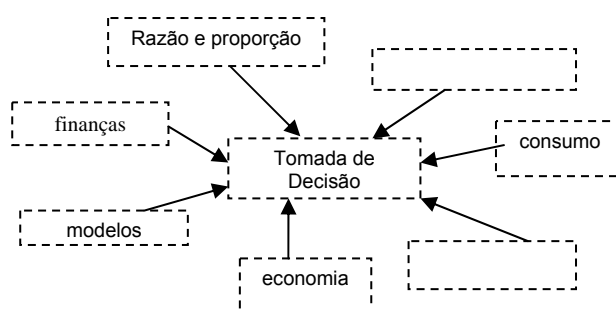 Razão e proporção
finanças
consumo
Tomada de
Decisão
modelos
economia